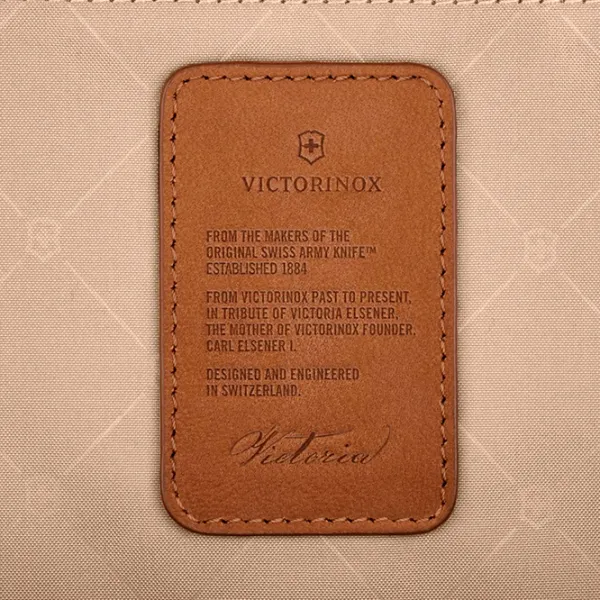 VICTORINOX
FROM THE MAKERS OF THE
ORIGINAL SWISS ARMY KNIFE™
ESTABLISHED 1884
FROM VICTORINOX PAST TO PRESENT,
IN TRIBUTE OF VICTORIA ELSENER,
THE MOTHER OF VICTORINOX FOUNDER,
CARL ELSENER I.
DESIGNED AND ENGINEERED
IN SWITZERLAND.
Victoria